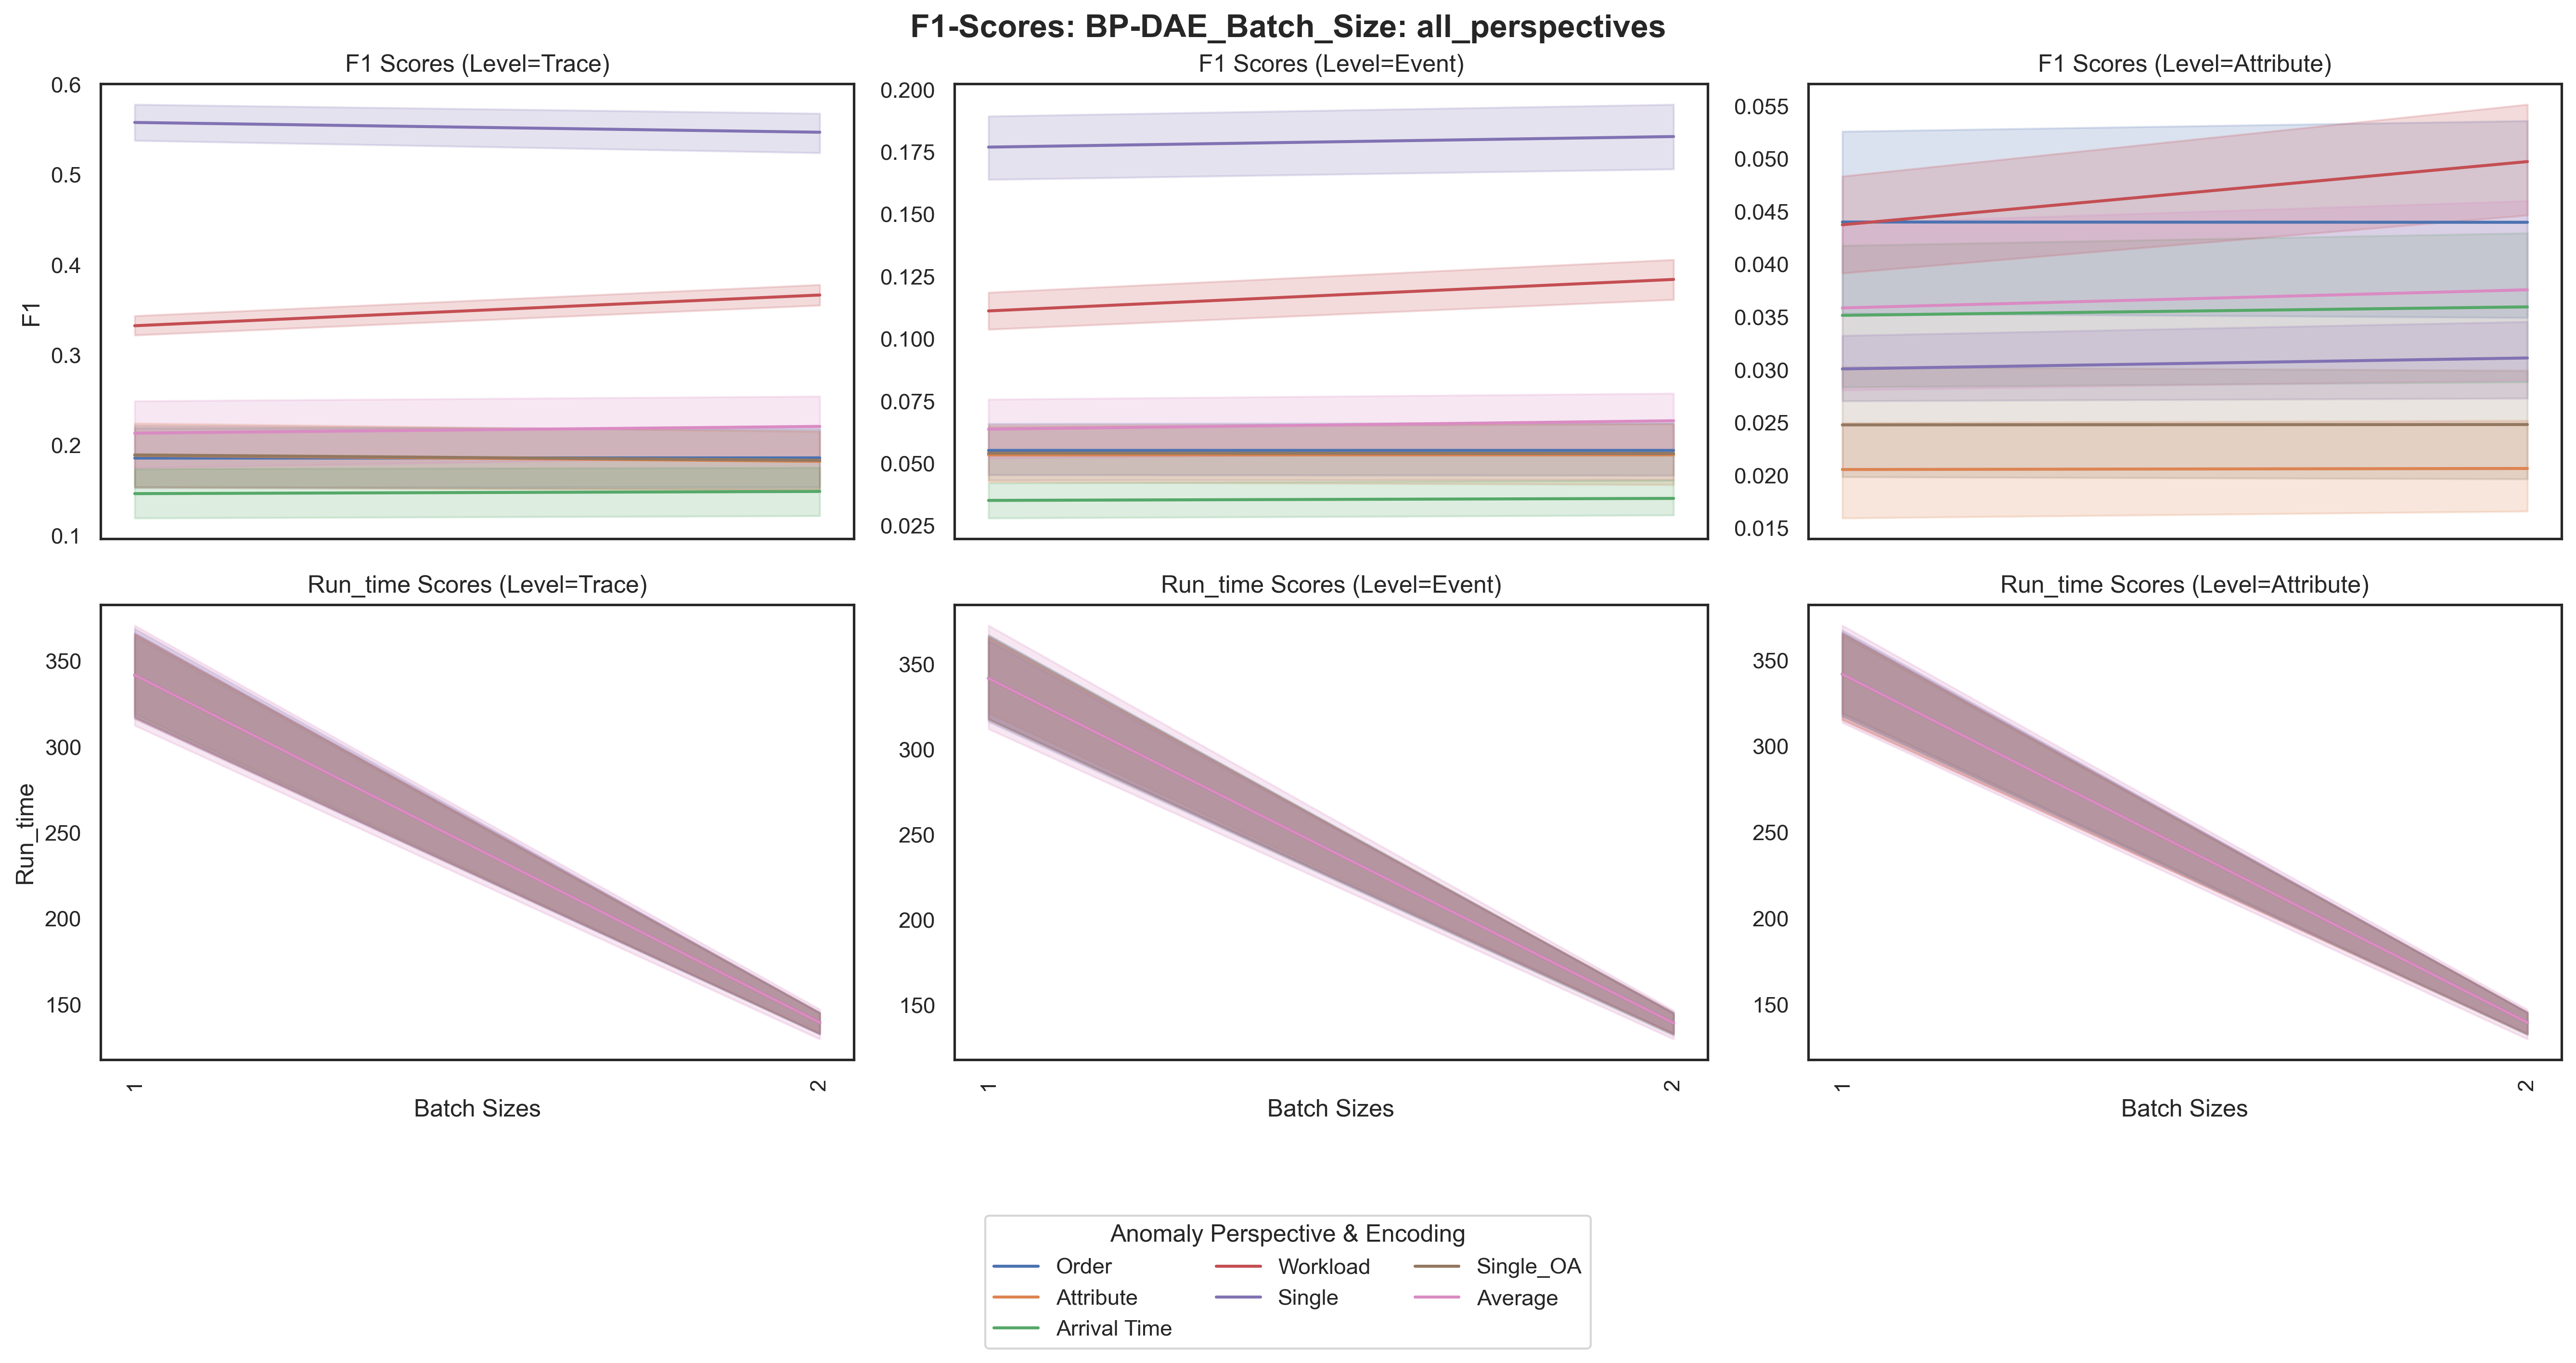 F1-Scores: BP-DAE_Batch_Size: all_perspectives
F1 Scores (Level=Trace)
F1 Scores (Level=Event)
F1 Scores (Level=Attribute)
F1
0.6
0.5
0.4
0.3
0.2
0.1
0.200
0.175
0.150
0.125
0.100
0.075
0.050
0.025
0.055
0.050
0.045
0.040
0.035
0.030
0.025
0.020
0.015
Run_time Scores (Level=Trace)
Run_time Scores (Level=Event)
Run_time Scores (Level=Attribute)
Run_time
350
300
250
200
150
350
300
250
200
150
350
300
250
200
150
1
2
1
2
1
2
Batch Sizes
Batch Sizes
Batch Sizes
Anomaly Perspective & Encoding
Order
Attribute
Arrival Time
Workload
Single
Single_OA
Average